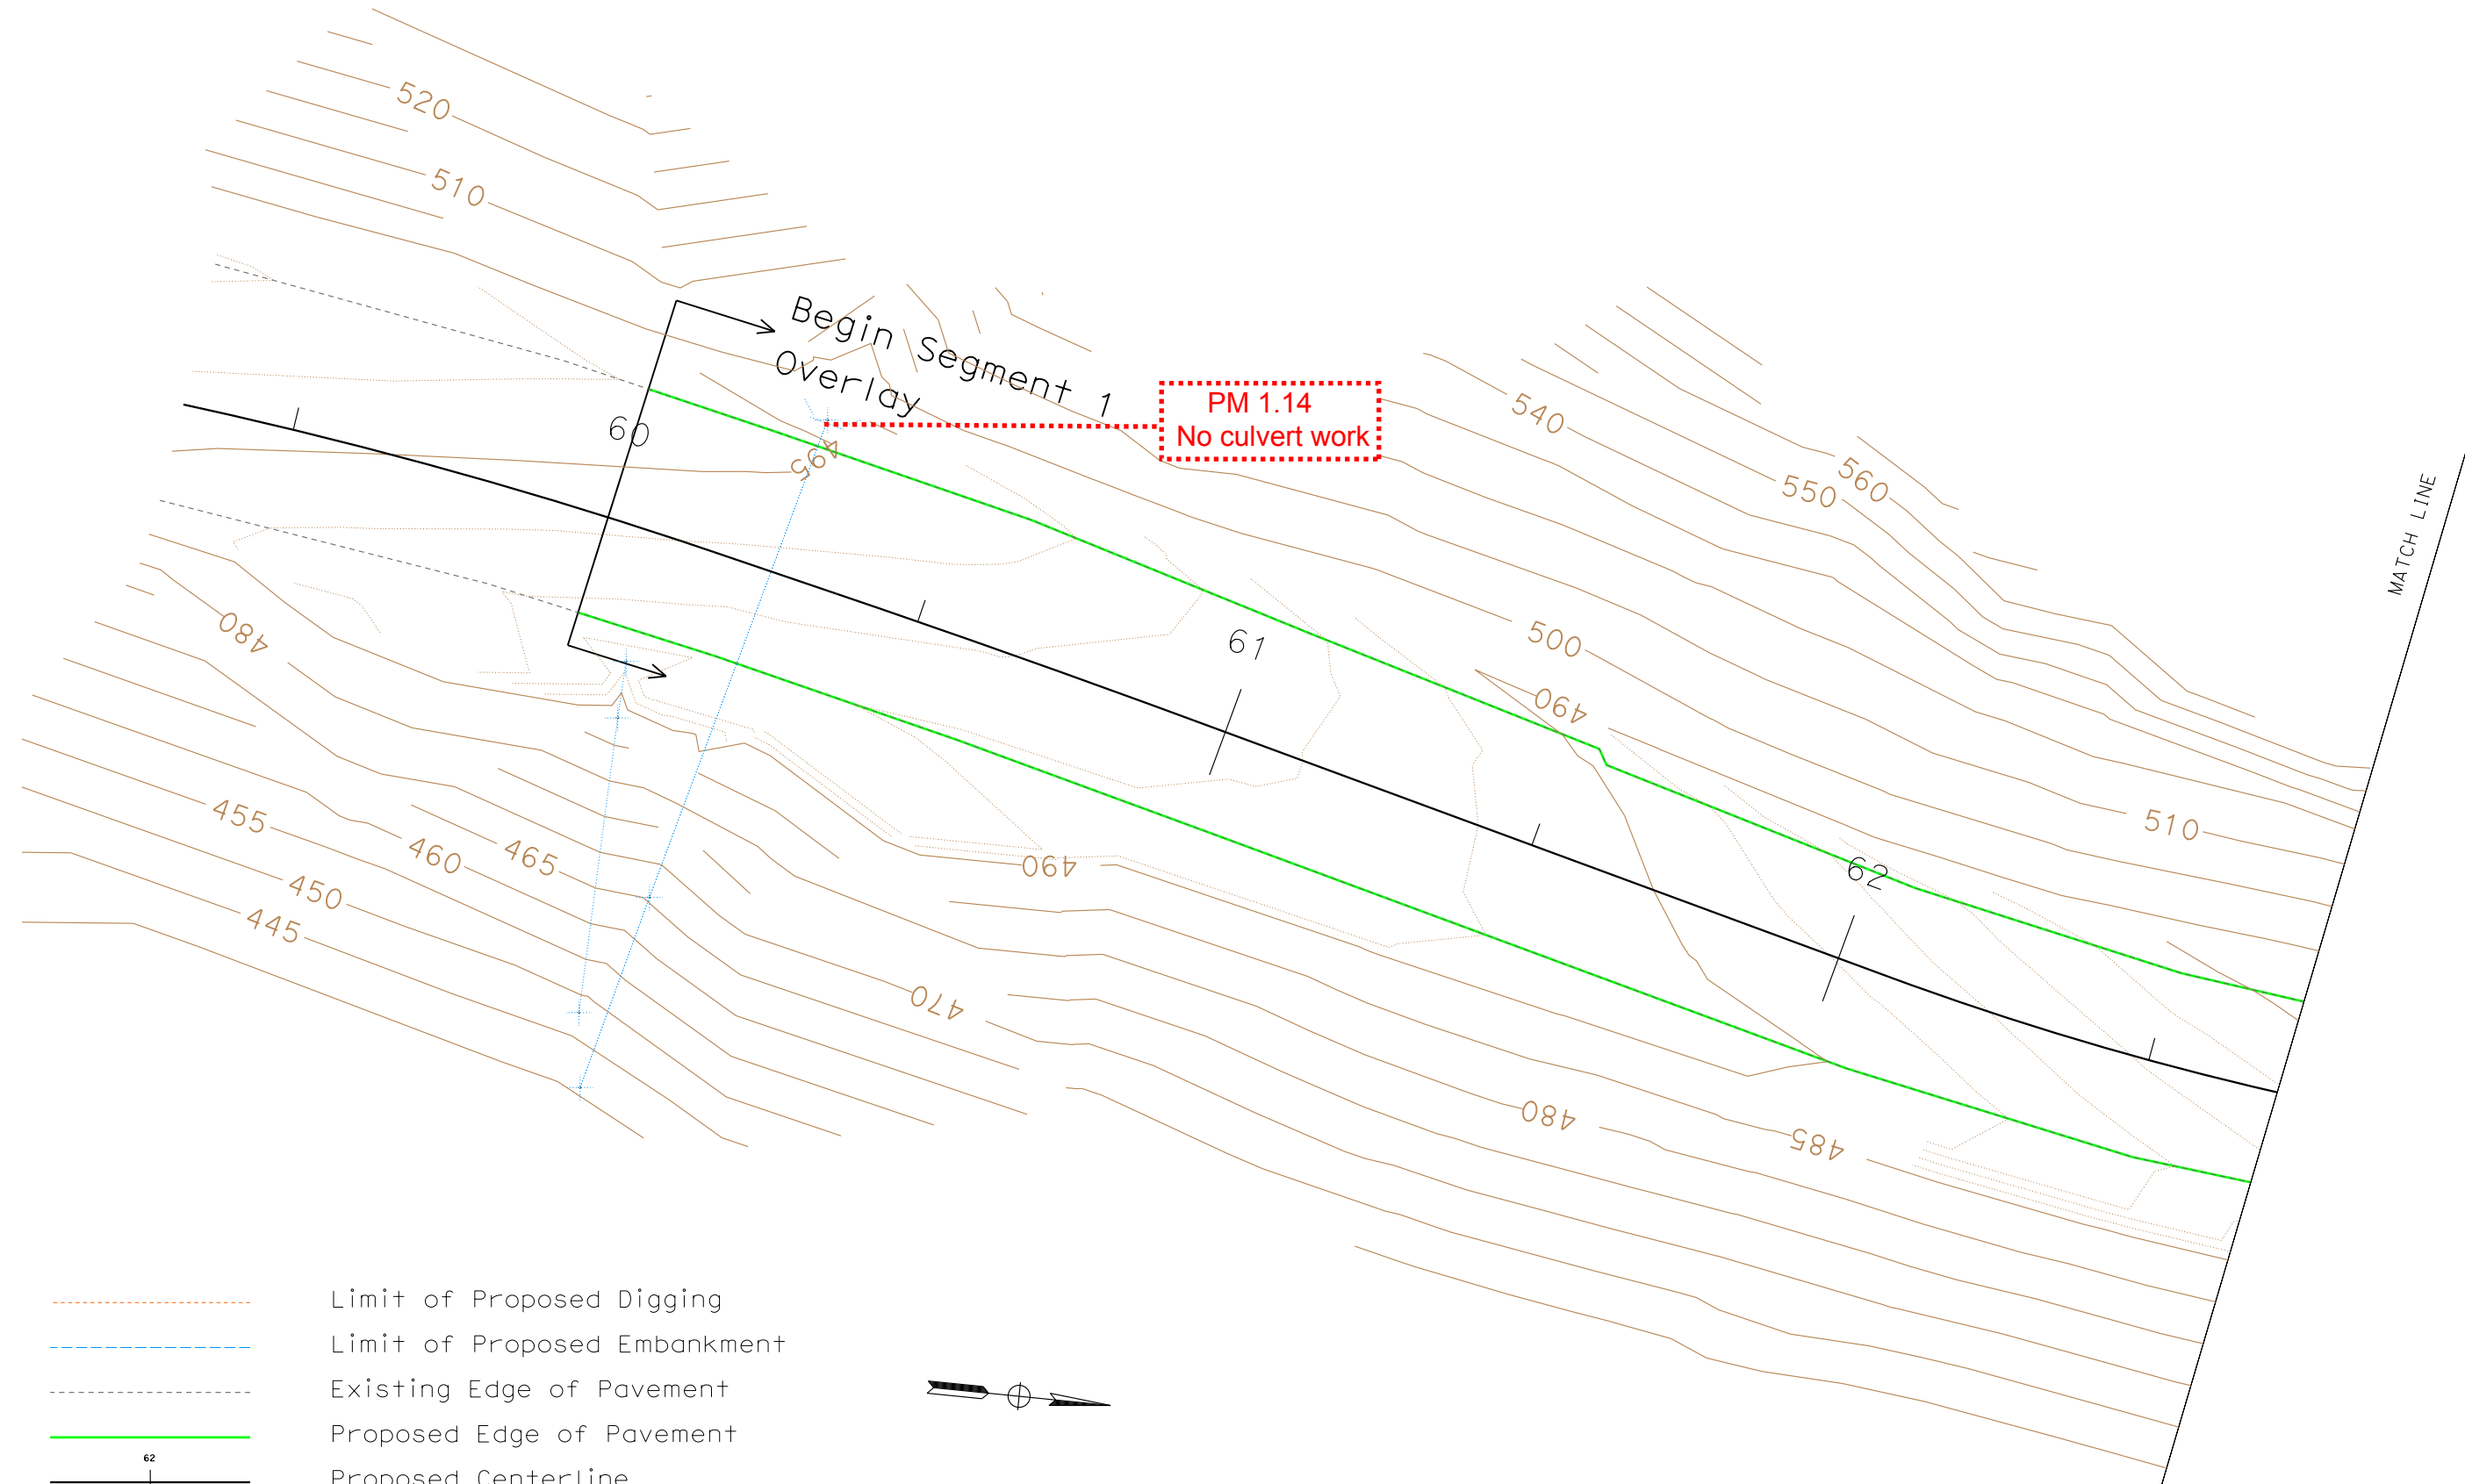 520
510
Begin Segment 1
Overlay
60
495
PM 1.14
No culvert work
540
550
560
MATCH LINE
480
61
500
490
510
62
455
460
465
450
445
490
470
480
485
Limit of Proposed Digging
Limit of Proposed Embankment
Existing Edge of Pavement
Proposed Edge of Pavement
62
Proposed Centerline